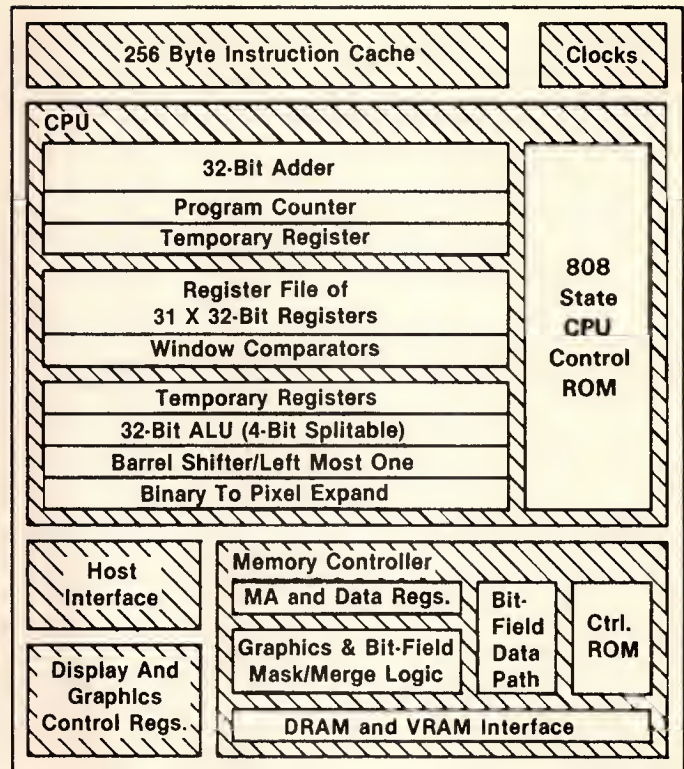 256 Byte Instruction Cache
Clocks
CPU
32-Bit Adder
Program Counter
Temporary Register
Register File of
31 X 32-Bit Registers
Window Comparators
Temporary Registers
32-Bit ALU (4-Bit Splitable)
Barrel Shifter/Left Most One
Binary To Pixel Expand
808
State
CPU
Control
ROM
Host
Interface
Display And
Graphics
Control Regs.
Memory Controller
MA and Data Regs.
Graphics & Bit-Field
Mask/Merge Logic
Bit-
Field
Data
Path
Ctrl.
ROM
DRAM and VRAM Interface